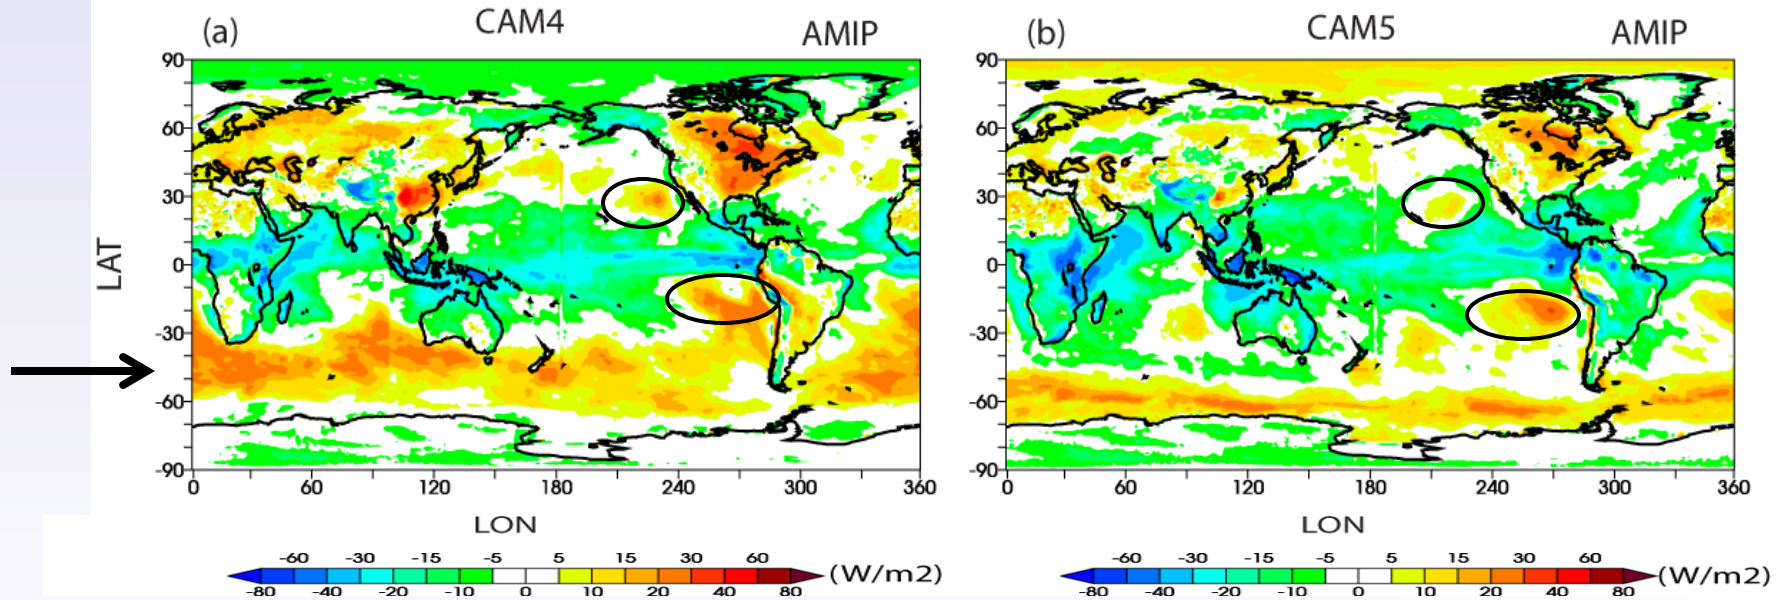 (a) CAM4 AMIP
(b) CAM5 AMIP
90
60
30
0
-30
-60
-90
LAT
0 60 120 180 240 300 360
LON
-60 -30 -15 -5 5 15 30 60
-80 -40 -20 -10 0 10 20 40 80
(W/m2)
90
60
30
0
-30
-60
-90
0 60 120 180 240 300 360
LON
-60 -30 -15 -5 5 15 30 60
-80 -40 -20 -10 0 10 20 40 80
(W/m2)